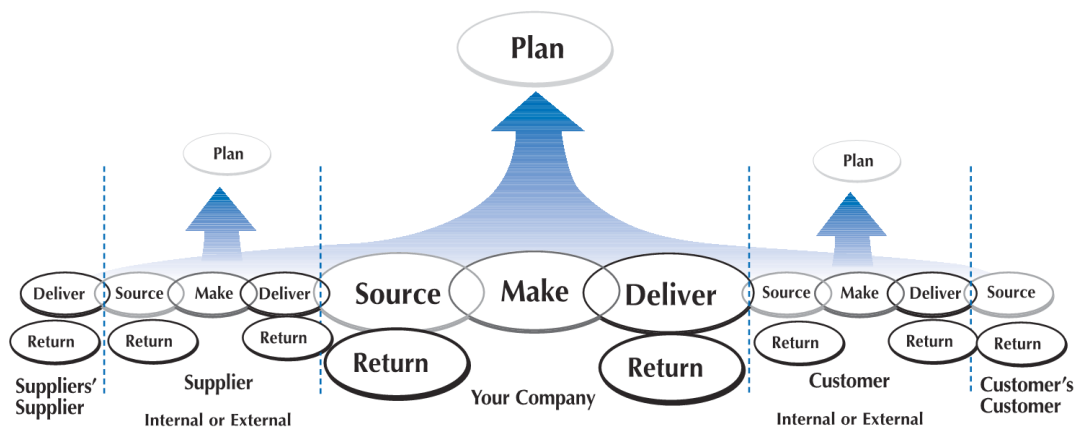 Plan
Plan
Plan
Deliver
Source
Make
Deliver
Source
Make
Deliver
Source
Make
Deliver
Source
Return
Return
Return
Return
Return
Return
Return
Return
Suppliers'
Supplier
Supplier
Internal or External
Your Company
Customer
Internal or External
Customer's
Customer